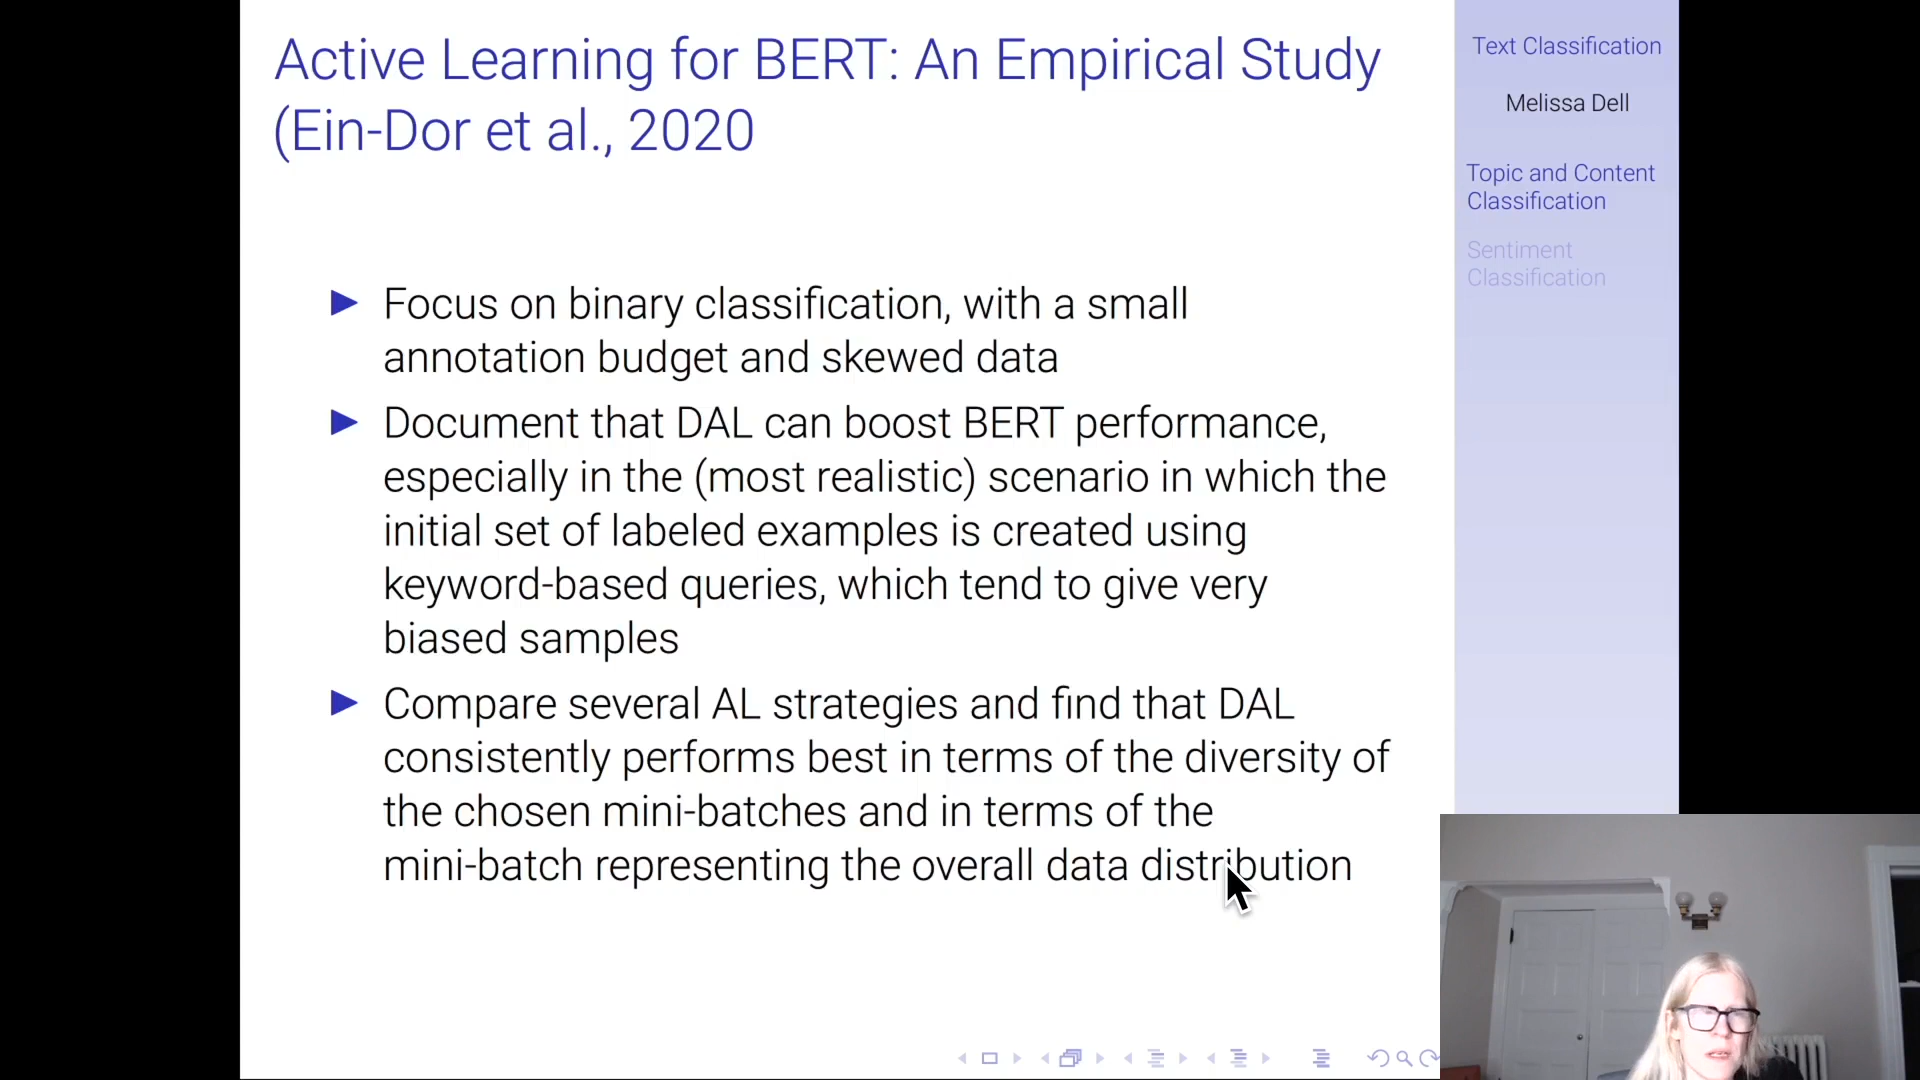 Active Learning for BERT: An Empirical Study
(Ein-Dor et al., 2020
Focus on binary classification, with a small
annotation budget and skewed data
Document that DAL can boost BERT performance,
especially in the (most realistic) scenario in which the
initial set of labeled examples is created using
keyword-based queries, which tend to give very
biased samples
Compare several AL strategies and find that DAL
consistently performs best in terms of the diversity of
the chosen mini-batches and in terms of the
mini-batch representing the overall data distribution
Text Classification
Melissa Dell
Topic and Content
Classification
Sentiment
Classification